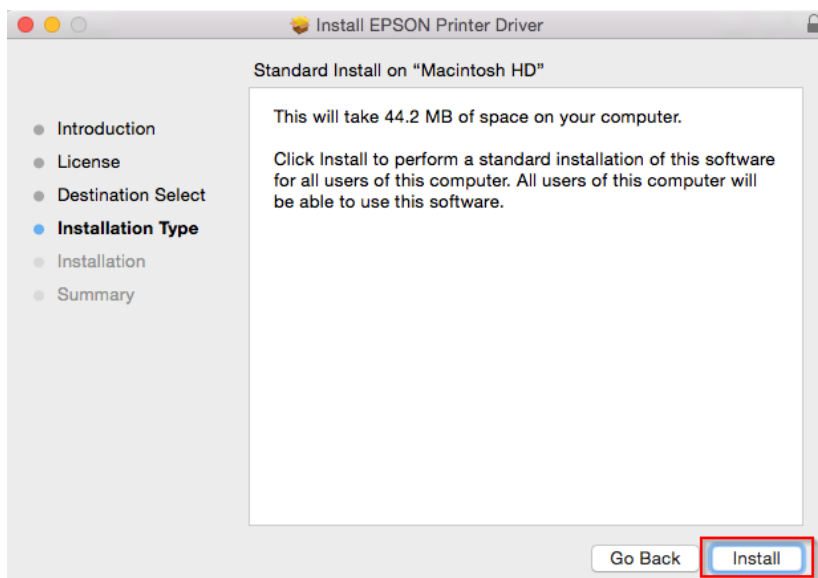 Install EPSON Printer Driver
Standard Install on “Macintosh HD”
Introduction
License
Destination Select
Installation Type
Installation
Summary
This will take 44.2 MB of space on your computer.
Click Install to perform a standard installation of this software
for all users of this computer. All users of this computer will
be able to use this software.
Go Back
Install